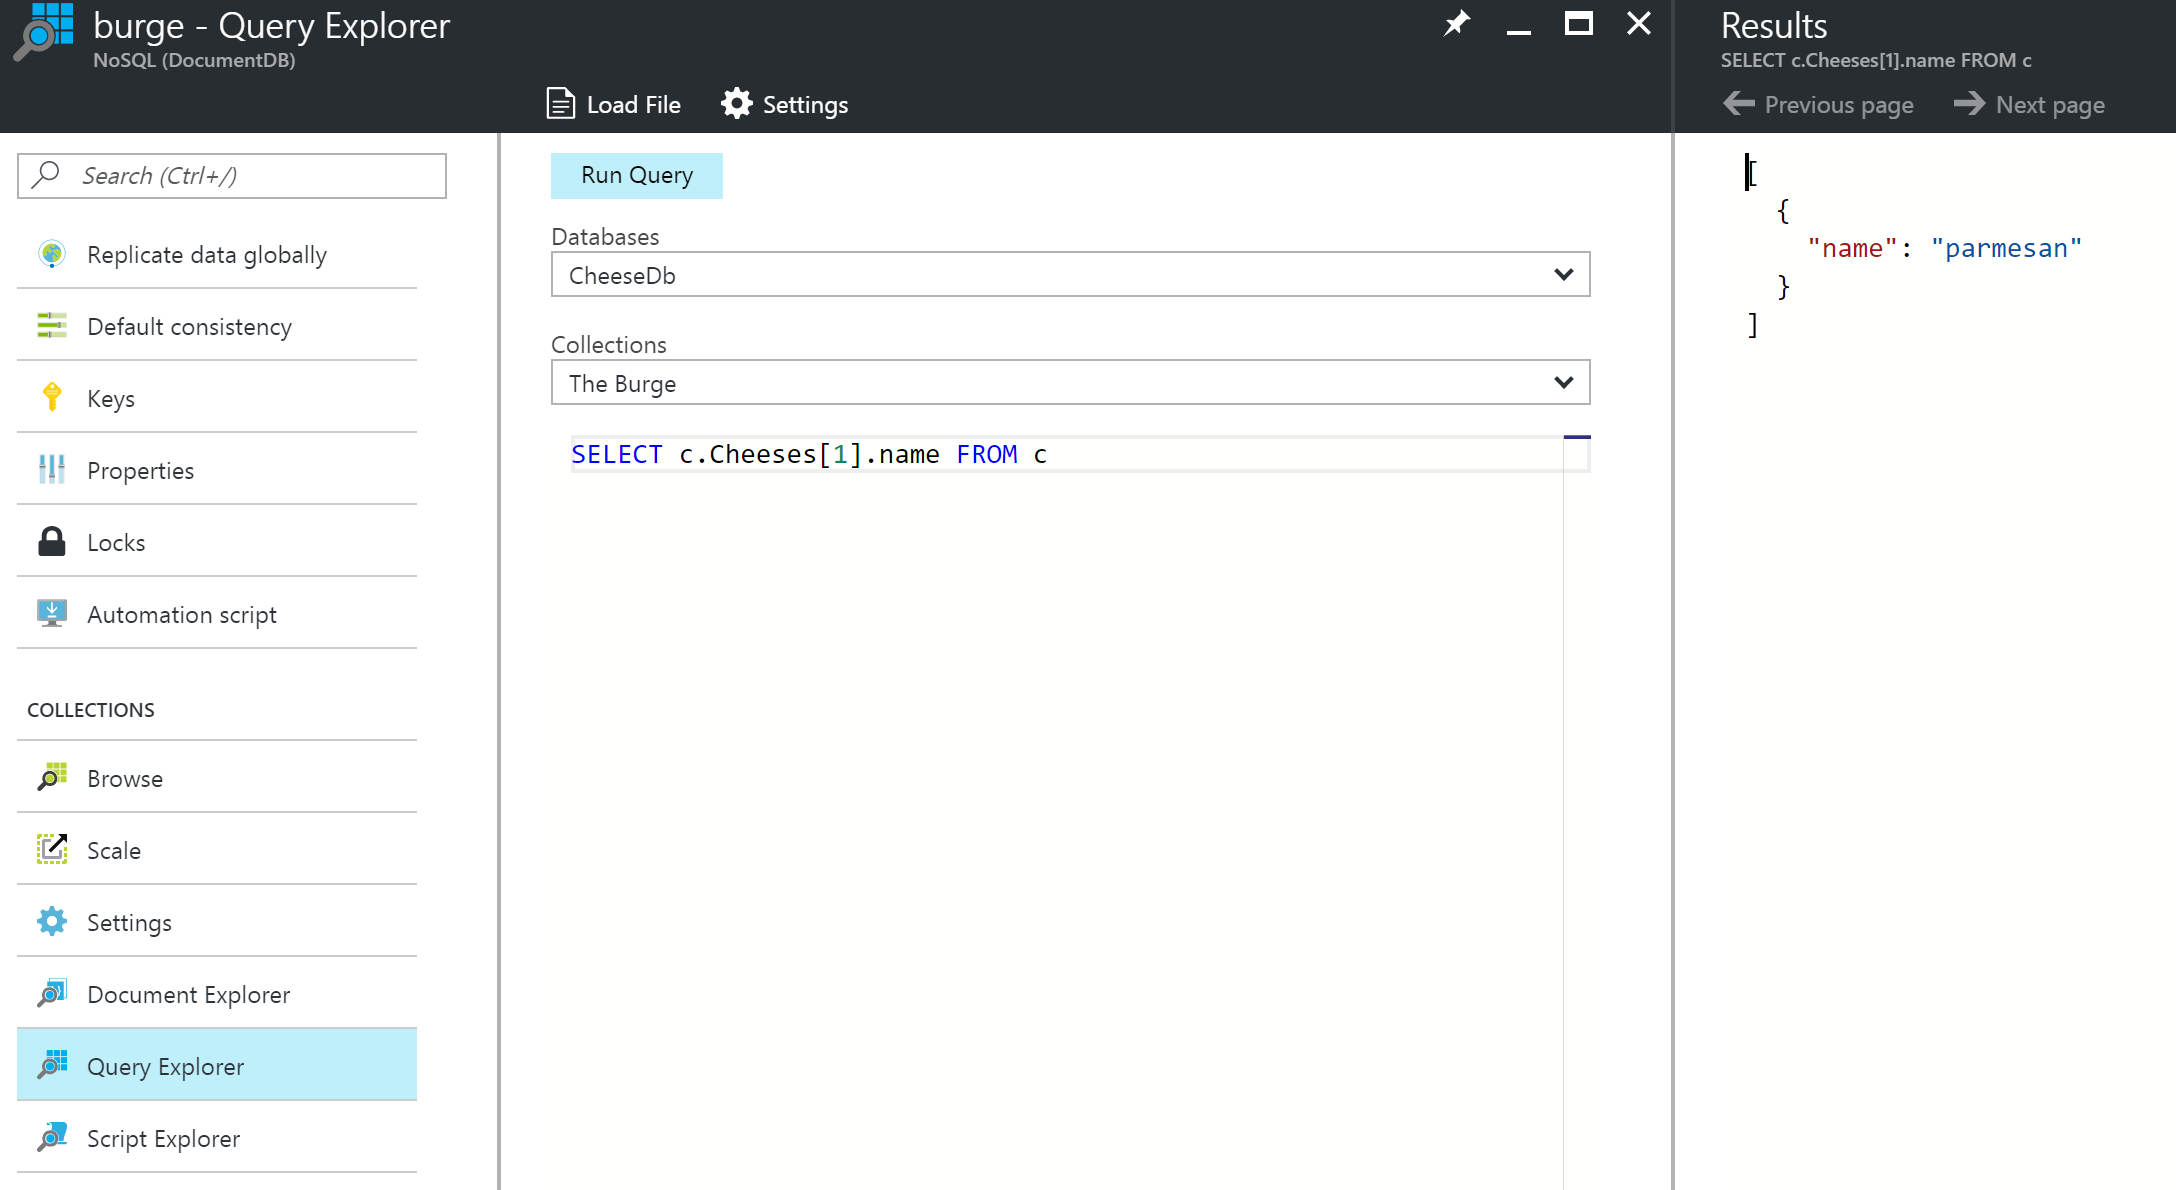 burge - Query Explorer
NoSQL (DocumentDB)
Load File
Settings
Search (Ctrl+/)
Replicate data globally
Default consistency
Keys
Properties
Locks
Automation script
COLLECTIONS
Browse
Scale
Settings
Document Explorer
Query Explorer
Script Explorer
Run Query
Databases
CheeseDb
Collections
The Burge
SELECT c.Cheeses[1].name FROM c
Results
SELECT c.Cheeses[1].name FROM c
Previous page
Next page
[
{
"name": "parmesan"
}
]